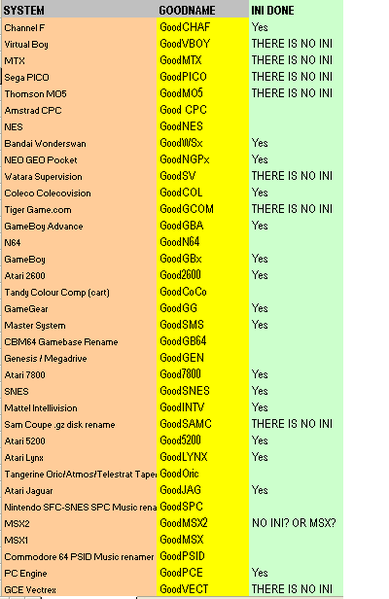 SYSTEM GOODNAME INI DONE
Channel F GoodCHAF Yes
Virtual Boy GoodVBOY THERE IS NO INI
MTX GoodMTX THERE IS NO INI
Sega PICO GoodPICO THERE IS NO INI
Thomson MO5 GoodMO5 THERE IS NO INI
Amstrad CPC Good CPC
NES GoodNES
Bandai Wonderswan GoodWSx Yes
NEO GEO Pocket GoodNGPx Yes
Watara Supervision GoodSV THERE IS NO INI
Coleco Colecovision GoodCOL Yes
Tiger Game.com GoodGCOM THERE IS NO INI
GameBoy Advance GoodGBA Yes
N64 GoodN64
GameBoy GoodGBx Yes
Atari 2600 Good2600 Yes
Tandy Colour Comp (cart) GoodCoCo
GameGear GoodGG Yes
Master System GoodSMS Yes
CBM64 Gamebase Rename GoodGB64
Genesis / Megadrive GoodGEN
Atari 7800 Good7800 Yes
SNES GoodSNES Yes
Mattel Intellivision GoodINTV Yes
Sam Coupe .gz disk rename GoodSAMC THERE IS NO INI
Atari 5200 Good5200 Yes
Atari Lynx GoodLYNX Yes
Tangerine Oric/Atmos/Telestrat Tape GoodOric
Atari Jaguar GoodJAG Yes
Nintendo SFC-SNES SPC Music rena GoodSPC
MSX2 GoodMSX2 NO INI? OR MSX?
MSX1 GoodMSX
Commodore 64 PSID Music renamer GoodPSID
PC Engine GoodPCE Yes
GCE Vectrex GoodVECT THERE IS NO INI